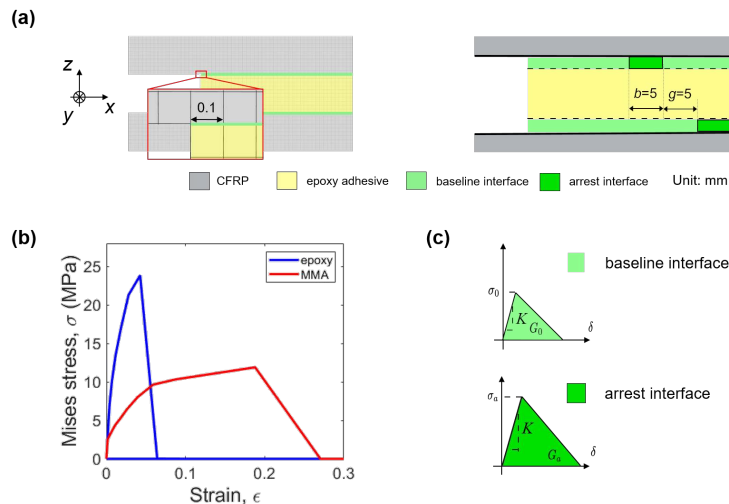 (a)
z
y
x
0.1
b=5
g=5
CFRP
epoxy adhesive
baseline interface
arrest interface
Unit: mm
(b)
Mises stress, σ (MPa)
25
20
15
10
5
0
0
0.1
0.2
0.3
Strain, ϵ
epoxy
MMA
(c)
baseline interface
σ₀
K
G₀
δ
arrest interface
σₐ
K
Gₐ
δ